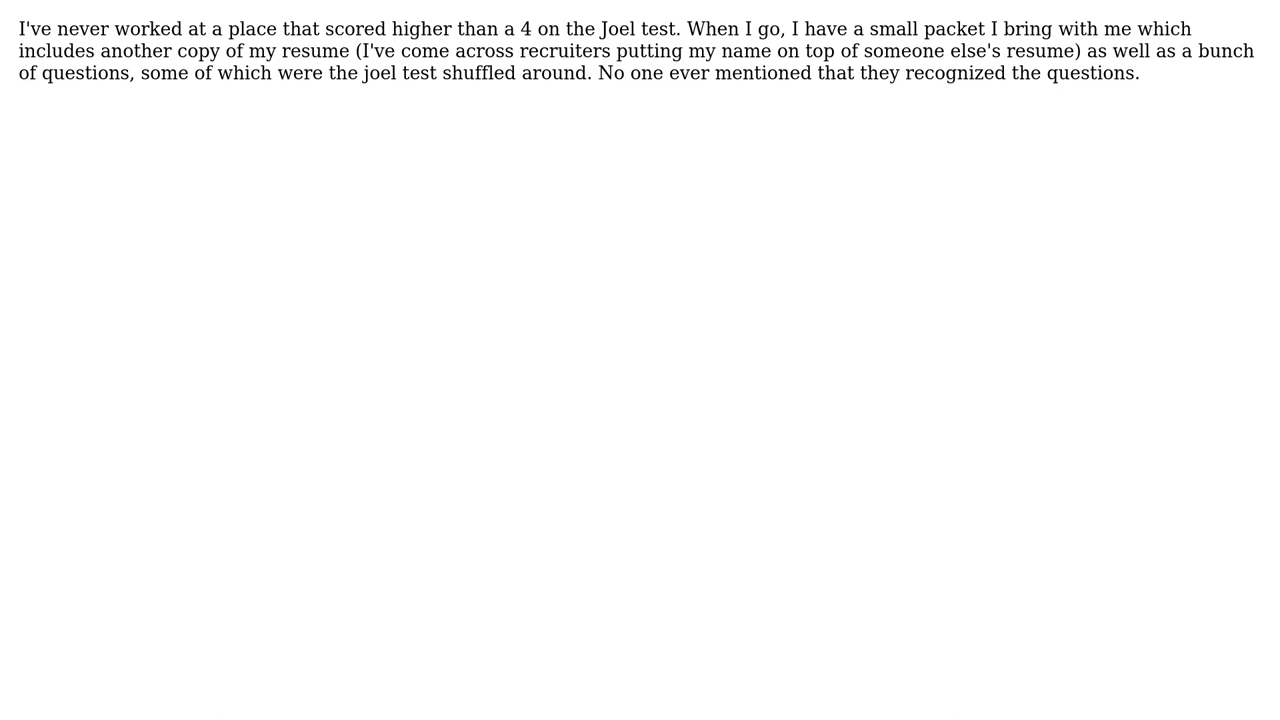 I've never worked at a place that scored higher than a 4 on the Joel test. When I go, I have a small packet I bring with me which
includes another copy of my resume (I've come across recruiters putting my name on top of someone else's resume) as well as a bunch
of questions, some of which were the joel test shuffled around. No one ever mentioned that they recognized the questions.